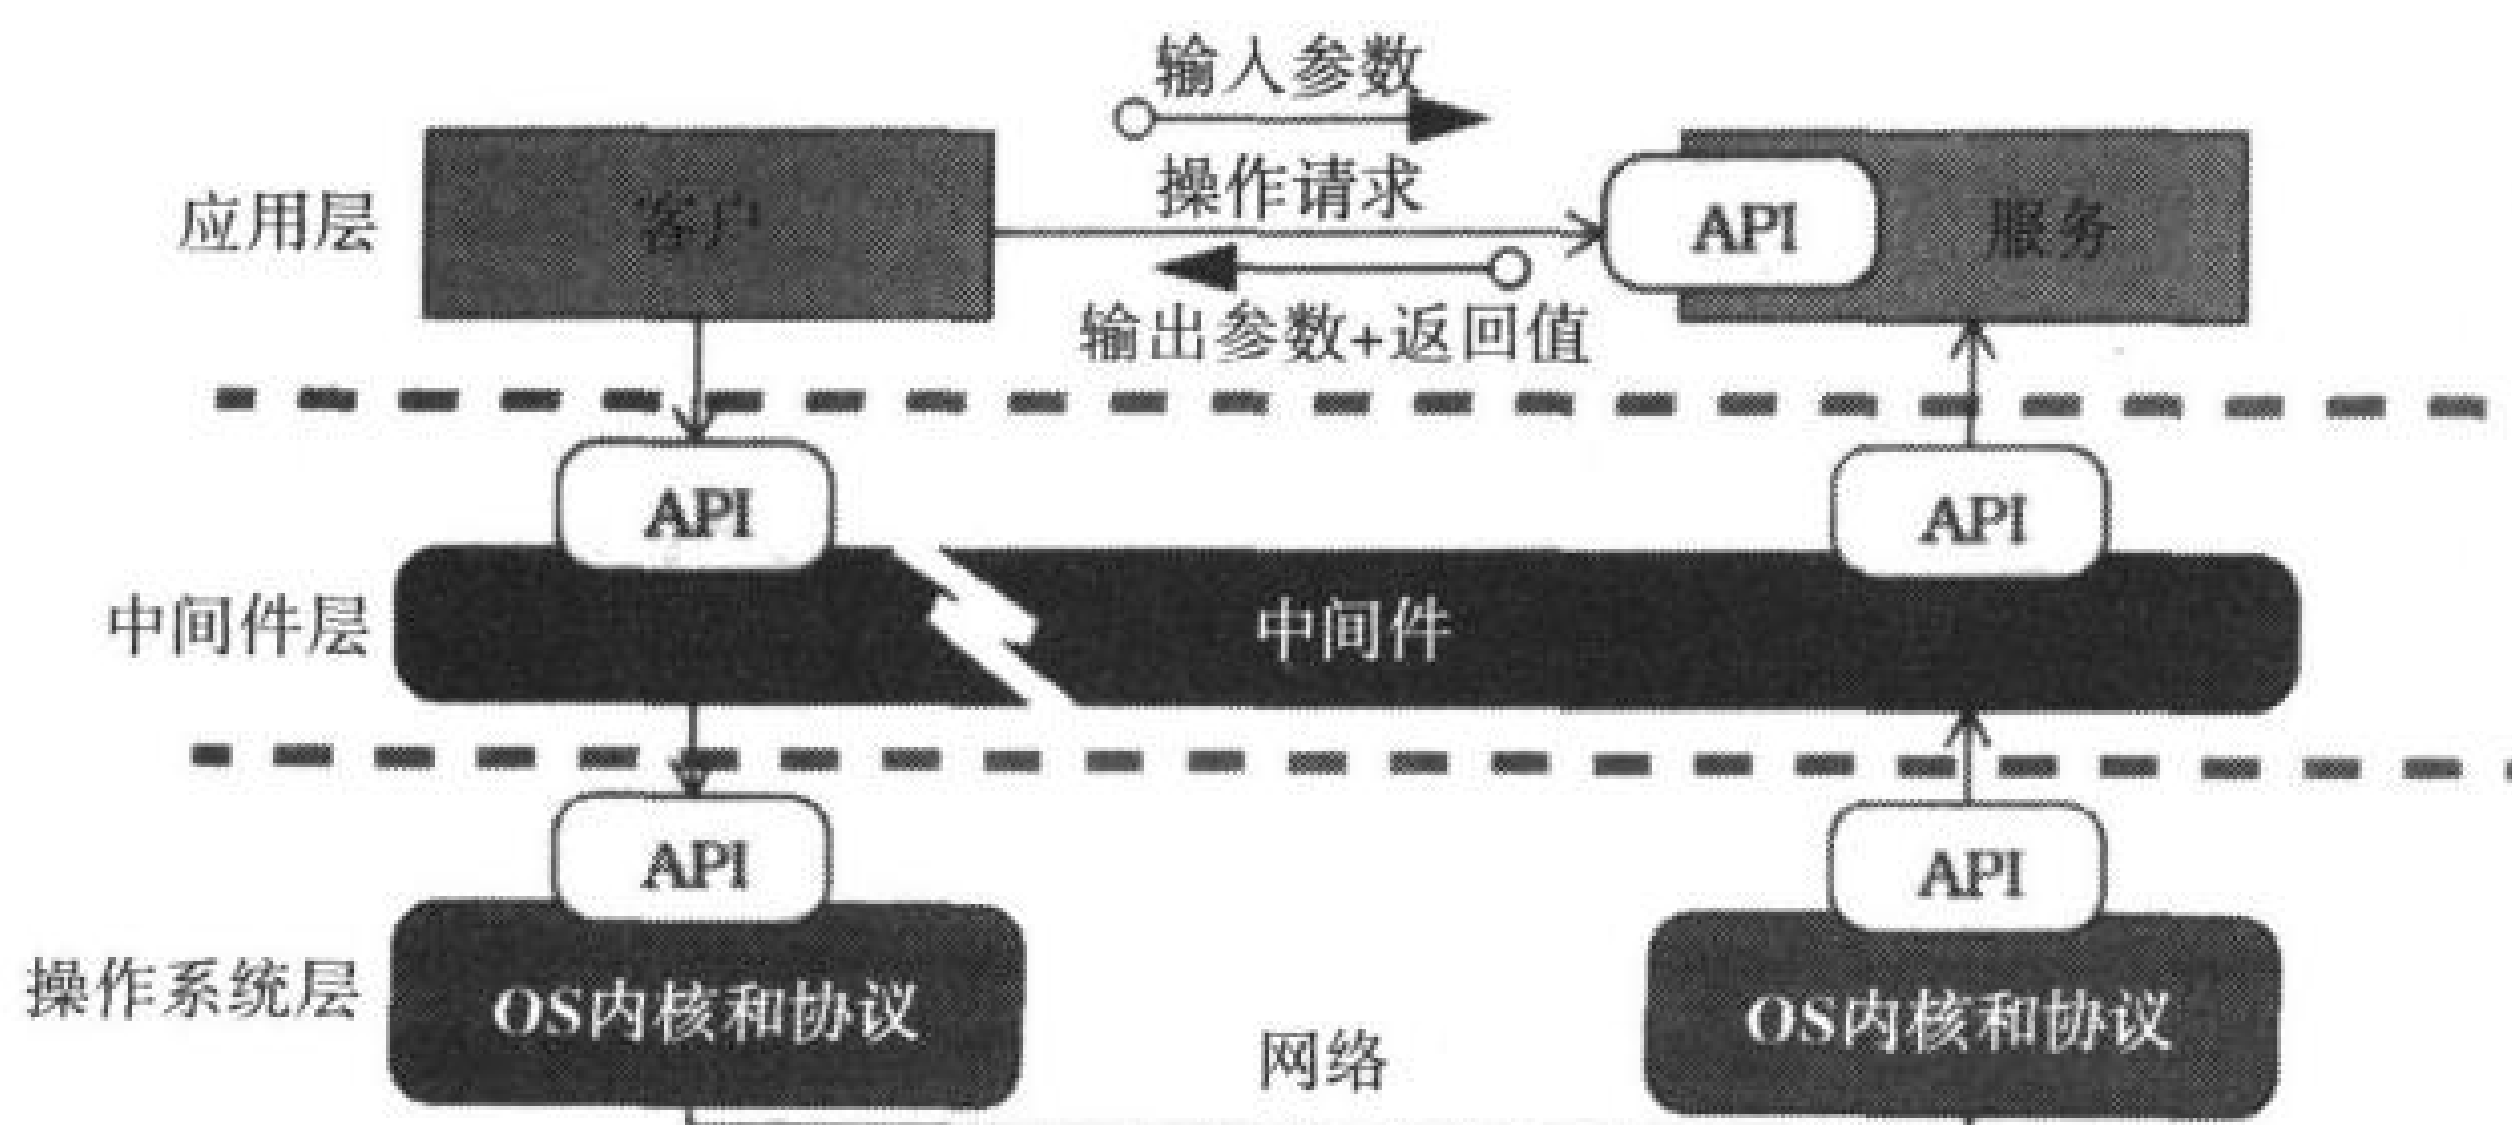 输入参数
操作请求
应用层
客户
API
服务
输出参数+返回值
API
API
中间件层
中间件
API
API
操作系统层
OS内核和协议
OS内核和协议
网络